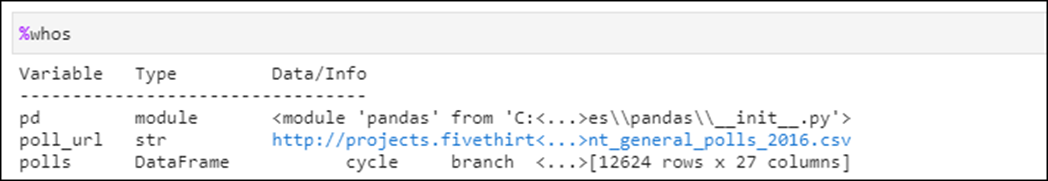 %whos
Variable   Type         Data/Info
---------------------------------
pd         module       <module 'pandas' from 'C:<...>es\\pandas\\__init__.py'>
poll_url   str          http://projects.fivethirt<...>nt_general_polls_2016.csv
polls      DataFrame           cycle     branch  <...>[12624 rows x 27 columns]